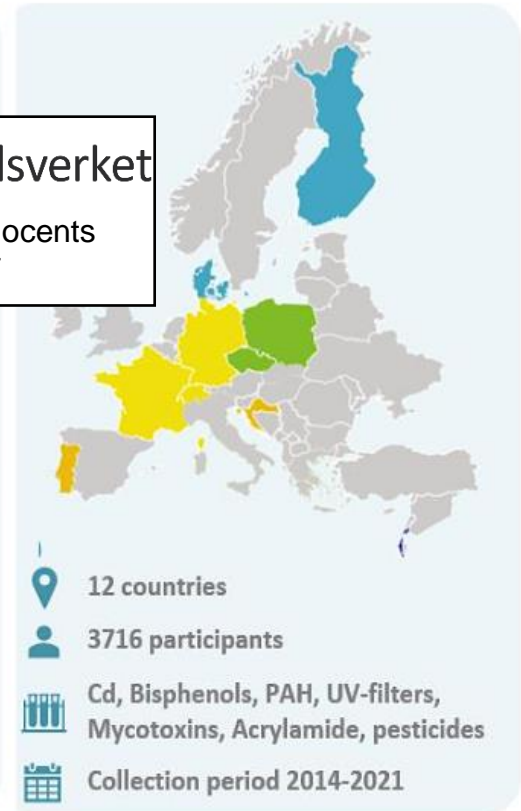 lsverket
ocents
12 countries
3716 participants
Cd, Bisphenols, PAH, UV-filters,
Mycotoxins, Acrylamide, pesticides
Collection period 2014-2021